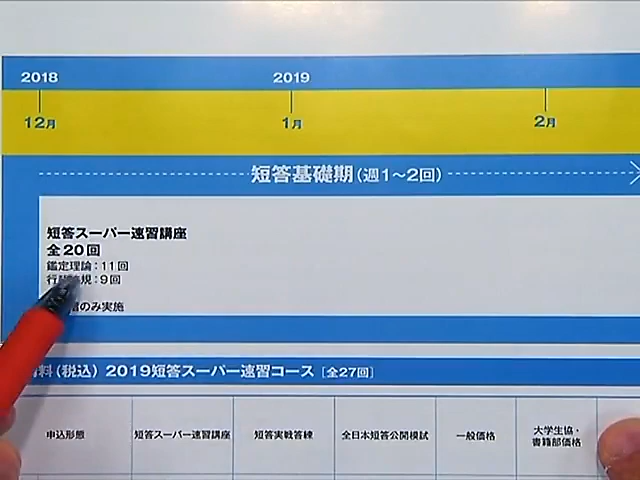 2018 2019
12月 1月 2月
短答基礎期(週1~2回)
短答スーパー速習講座
全20回
鑑定理論:11回
規:9回
のみ実施
料(税込) 2019短答スーパー速習コース [全27回]
申込形態 短答スーパー速習講座 短答実戦答練 全日本短答公開模試 一般価格 大学生協・
書籍部価格